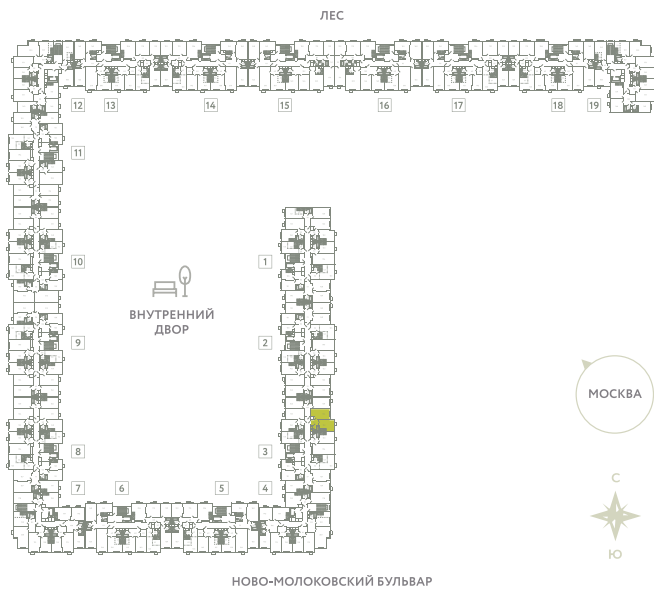 ЛЕС
12 13 14 15 16 17 18 19
11
10 1
ВНУТРЕННИЙ
ДВОР
9 2
МОСКВА
8 3
7 6 5 4
С
Ю
НОВО-МОЛОКОВСКИЙ БУЛЬВАР